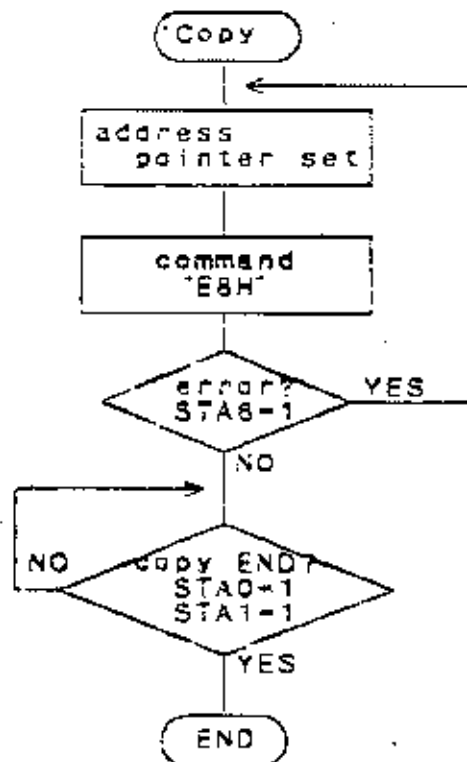 Copy
address
pointer set
command
"E8H"
error?
STA6=1
YES
NO
copy END?
NO
STA0=1
STA1=1
YES
END